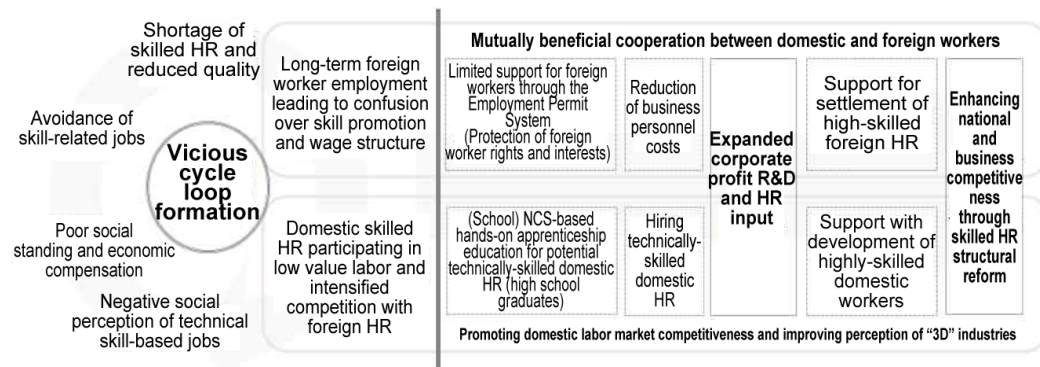 Shortage of
skilled HR and
reduced quality
Avoidance of
skill-related jobs
Vicious
cycle
loop
formation
Poor social
standing and economic
compensation
Negative social
perception of technical
skill-based jobs
Long-term foreign
worker employment
leading to confusion
over skill promotion
and wage structure
Domestic skilled
HR participating in
low value labor and
intensified
competition with
foreign HR
Mutually beneficial cooperation between domestic and foreign workers
Limited support for foreign
workers through the
Employment Permit
System
(Protection of foreign
worker rights and interests)
Reduction
of business
personnel
costs
Expanded
corporate
profit R&D
and HR
input
Support for
settlement of
high-skilled
foreign HR
Enhancing
national
and
business
competitive
ness
through
skilled HR
structural
reform
(School) NCS-based
hands-on apprenticeship
education for potential
technically-skilled domestic
HR (high school
graduates)
Hiring
technically-
skilled
domestic
HR
Support with
development of
highly-skilled
domestic
workers
Promoting domestic labor market competitiveness and improving perception of “3D” industries